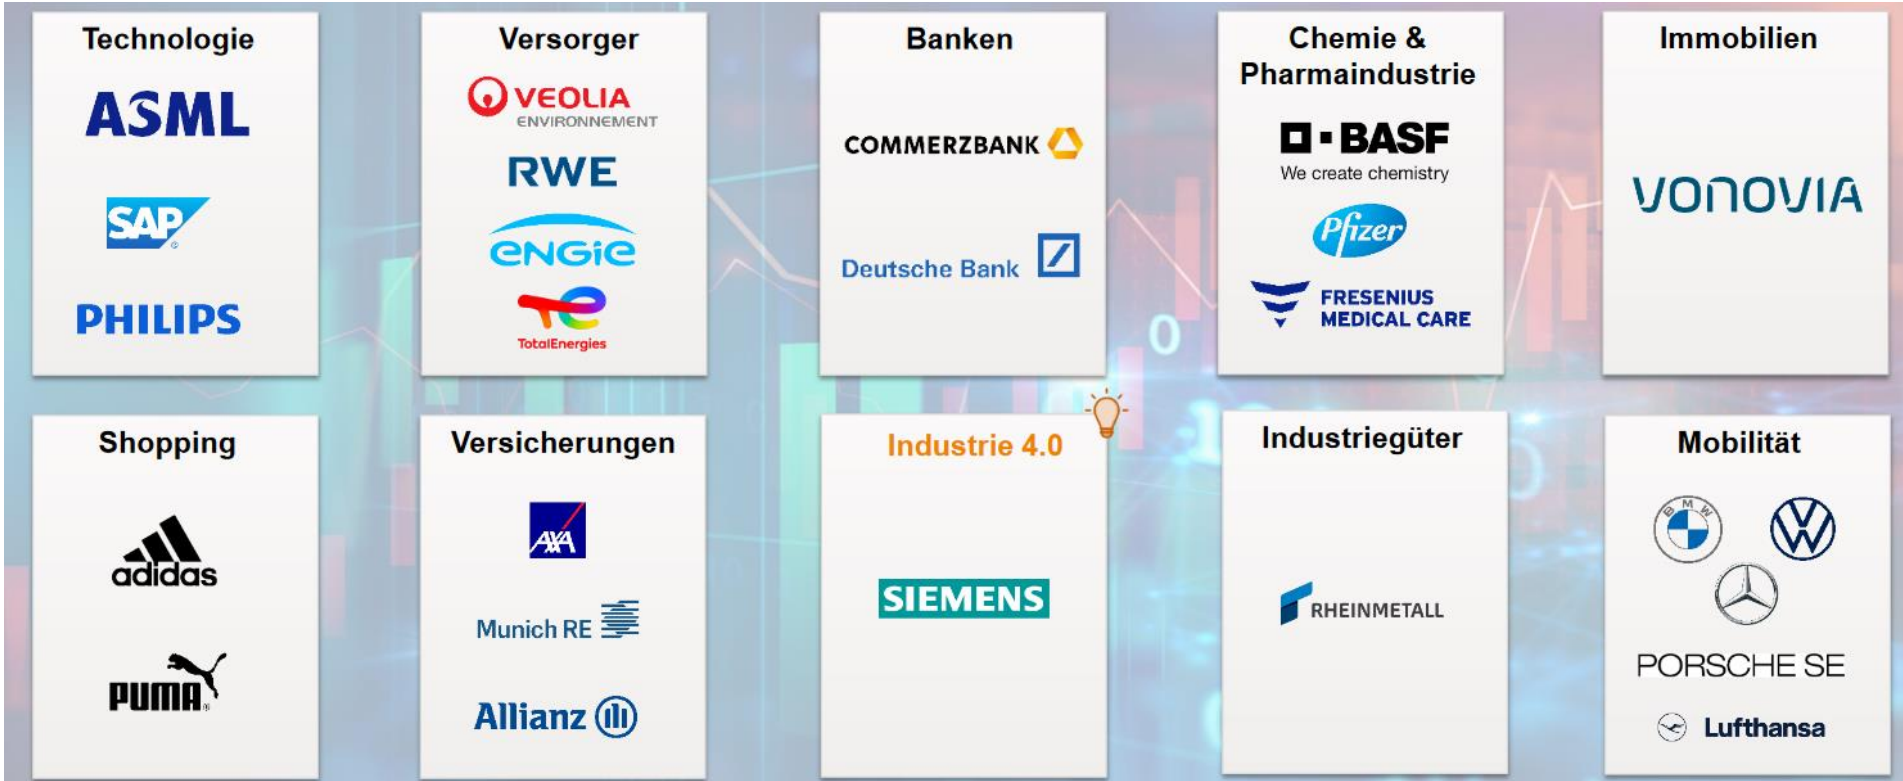 Technologie
ASML
SAP
®
PHILIPS
Versorger
VEOLIA
ENVIRONNEMENT
RWE
ENGIE
TotalEnergies
Banken
COMMERZBANK
Deutsche Bank
Chemie &
Pharmaindustrie
BASF
We create chemistry
Pfizer
FRESENIUS
MEDICAL CARE
Immobilien
VONOVIA
Shopping
adidas
PUMA
®
Versicherungen
AXA
Munich RE
Allianz
Industrie 4.0
SIEMENS
Industriegüter
RHEINMETALL
Mobilität
BMW
VW
PORSCHE SE
Lufthansa
0